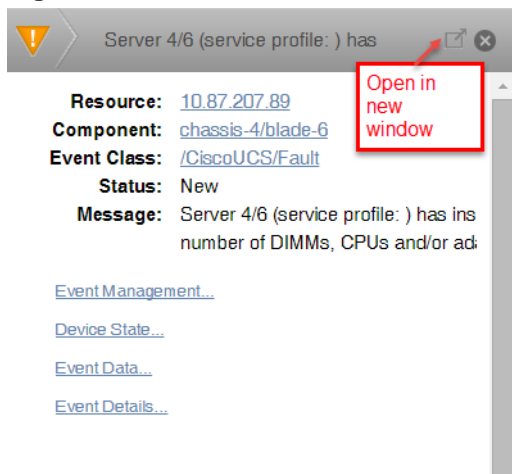 Server 4/6 (service profile: ) has
Open in
new
window
Resource: 10.87.207.89
Component: chassis-4/blade-6
Event Class: /CiscoUCS/Fault
Status: New
Message: Server 4/6 (service profile: ) has ins
number of DIMMs, CPUs and/or ada
Event Management...
Device State...
Event Data...
Event Details...